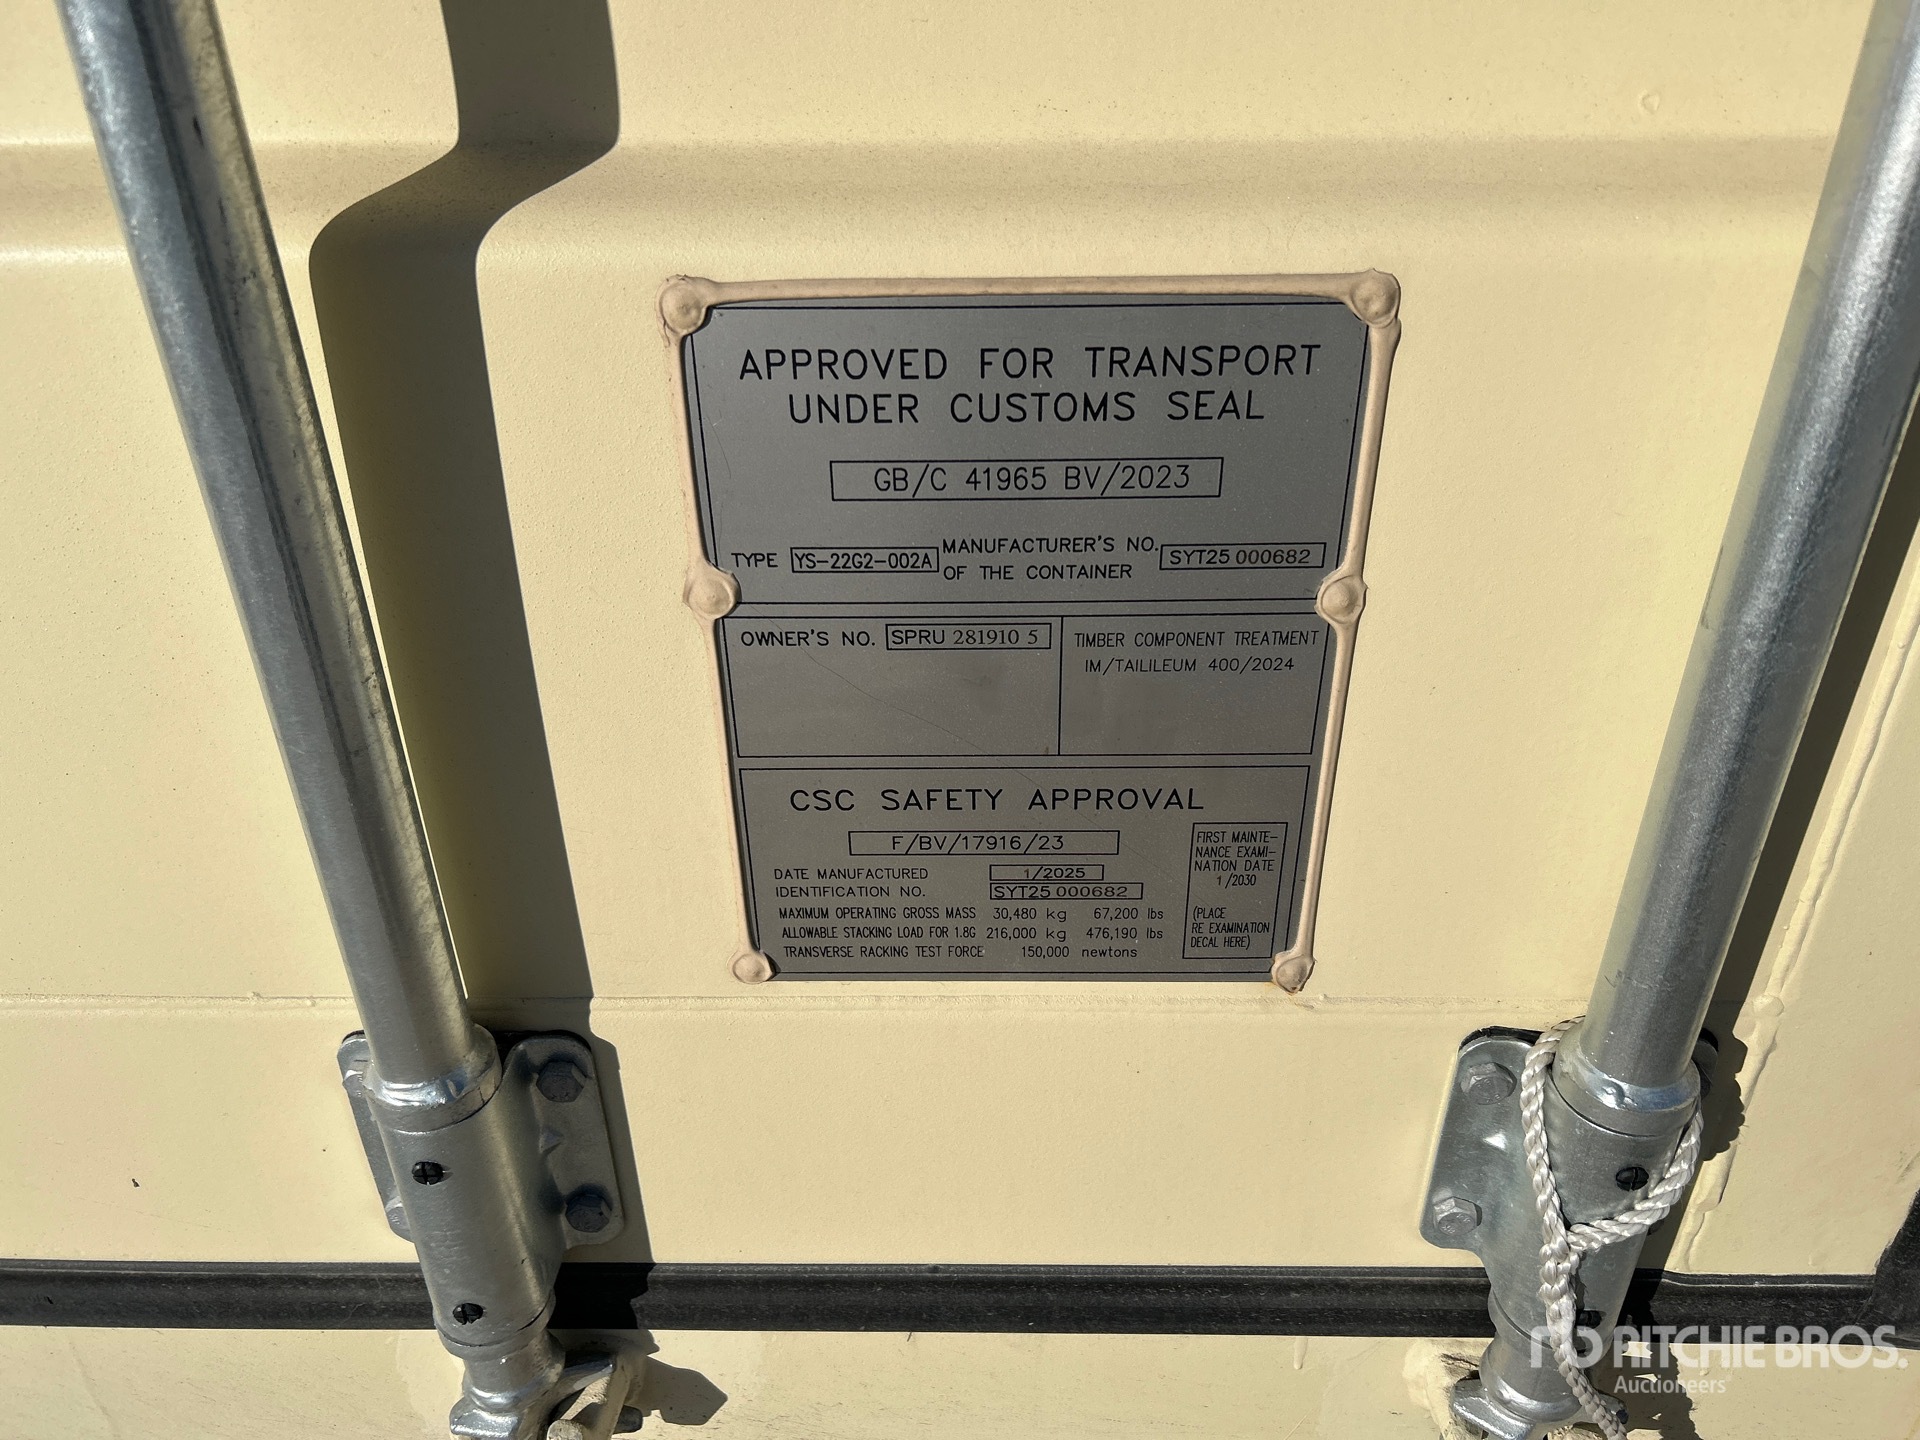 APPROVED FOR TRANSPORT
UNDER CUSTOMS SEAL
GB/C 41965 BV/2023
TYPE YS-22G2-002A MANUFACTURER'S NO.
OF THE CONTAINER SYT25 000682
OWNER'S NO. SPRU 281910 5
TIMBER COMPONENT TREATMENT
IM/TAILILEUM 400/2024
CSC SAFETY APPROVAL
F/BV/17916/23
DATE MANUFACTURED 1/2025
IDENTIFICATION NO. SYT25 000682
MAXIMUM OPERATING GROSS MASS 30,480 kg 67,200 lbs
ALLOWABLE STACKING LOAD FOR 1.8G 216,000 kg 476,190 lbs
TRANSVERSE RACKING TEST FORCE 150,000 newtons
FIRST MAINTE-
NANCE EXAMI-
NATION DATE
1/2030
(PLACE
RE EXAMINATION
DECAL HERE)
RITCHIE BROS.
Auctioneers